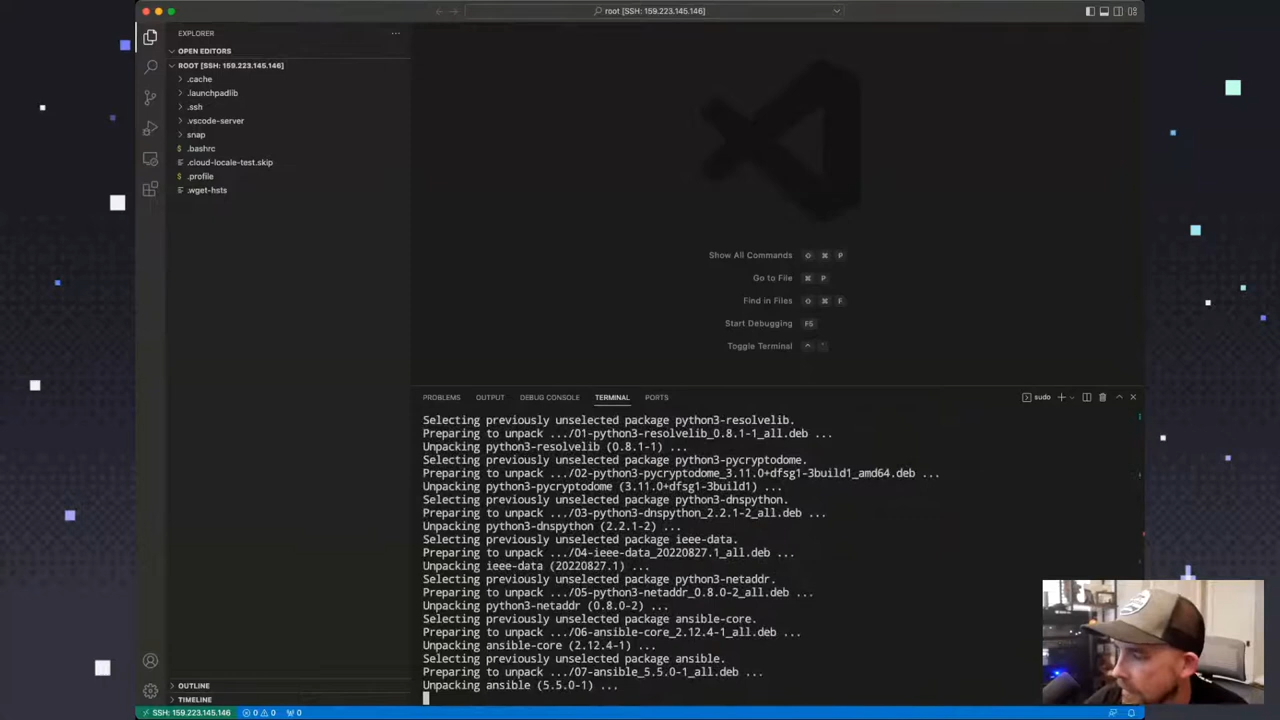 root [SSH: 159.223.145.146]
EXPLORER
OPEN EDITORS
ROOT [SSH: 159.223.145.146]
.cache
.launchpadlib
.ssh
.vscode-server
snap
.bashrc
.cloud-locale-test.skip
.profile
.wget-hsts
OUTLINE
TIMELINE
Show All Commands ⇧ ⌘ P
Go to File ⌘ P
Find in Files ⇧ ⌘ F
Start Debugging F5
Toggle Terminal ^ `
PROBLEMS OUTPUT DEBUG CONSOLE TERMINAL PORTS sudo
Selecting previously unselected package python3-resolvelib.
Preparing to unpack .../01-python3-resolvelib_0.8.1-1_all.deb ...
Unpacking python3-resolvelib (0.8.1-1) ...
Selecting previously unselected package python3-pycryptodome.
Preparing to unpack .../02-python3-pycryptodome_3.11.0+dfsg1-3build1_amd64.deb ...
Unpacking python3-pycryptodome (3.11.0+dfsg1-3build1) ...
Selecting previously unselected package python3-dnspython.
Preparing to unpack .../03-python3-dnspython_2.2.1-2_all.deb ...
Unpacking python3-dnspython (2.2.1-2) ...
Selecting previously unselected package ieee-data.
Preparing to unpack .../04-ieee-data_20220827.1_all.deb ...
Unpacking ieee-data (20220827.1) ...
Selecting previously unselected package python3-netaddr.
Preparing to unpack .../05-python3-netaddr_0.8.0-2_all.deb ...
Unpacking python3-netaddr (0.8.0-2) ...
Selecting previously unselected package ansible-core.
Preparing to unpack .../06-ansible-core_2.12.4-1_all.deb ...
Unpacking ansible-core (2.12.4-1) ...
Selecting previously unselected package ansible.
Preparing to unpack .../07-ansible_5.5.0-1_all.deb ...
Unpacking ansible (5.5.0-1) ...
SSH: 159.223.145.146 0 0 0